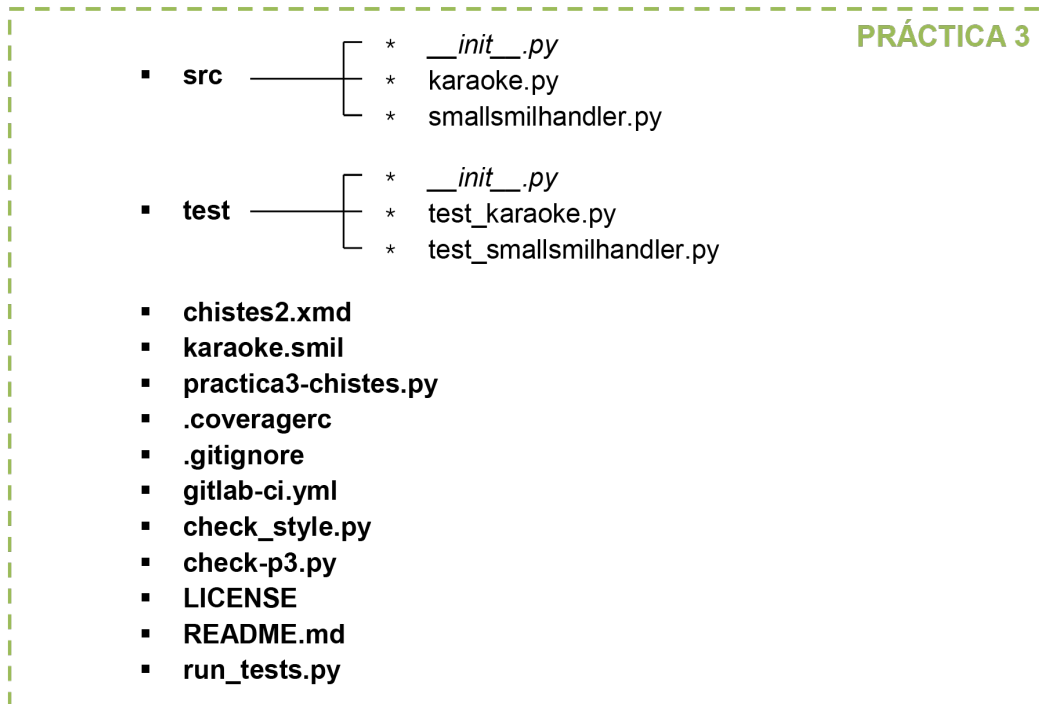 PRÁCTICA 3
▪ src
* __init__.py
* karaoke.py
* smallsmilhandler.py
▪ test
* __init__.py
* test_karaoke.py
* test_smallsmilhandler.py
▪ chistes2.xmd
▪ karaoke.smil
▪ practica3-chistes.py
▪ .coveragerc
▪ .gitignore
▪ gitlab-ci.yml
▪ check_style.py
▪ check-p3.py
▪ LICENSE
▪ README.md
▪ run_tests.py